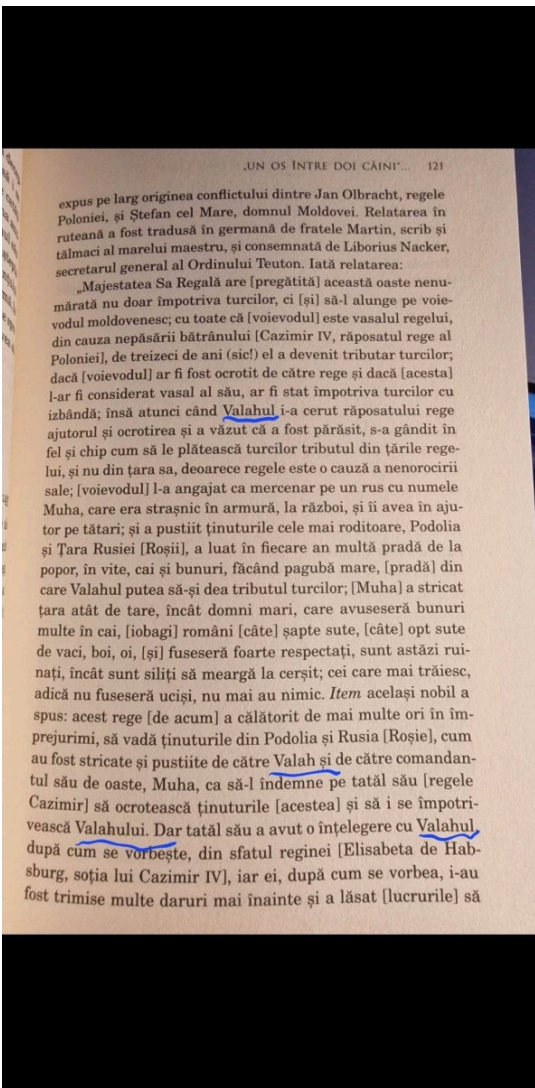 „UN OS ÎNTRE DOI CÂINI“... 121
expus pe larg originea conflictului dintre Jan Olbracht, regele
Poloniei, și Ștefan cel Mare, domnul Moldovei. Relatarea în
ruteană a fost tradusă în germană de fratele Martin, scrib și
tălmaci al marelui maestru, și consemnată de Liborius Nacker,
secretarul general al Ordinului Teuton. Iată relatarea:
„Majestatea Sa Regală are [pregătită] această oaste nenu-
mărată nu doar împotriva turcilor, ci [și] să-l alunge pe voie-
vodul moldovenesc; cu toate că [voievodul] este vasalul regelui,
din cauza nepăsării bătrânului [Cazimir IV, răposatul rege al
Poloniei], de treizeci de ani (sic!) el a devenit tributar turcilor;
dacă [voievodul] ar fi fost ocrotit de către rege și dacă [acesta]
l-ar fi considerat vasal al său, ar fi stat împotriva turcilor cu
izbândă; însă atunci când Valahul i-a cerut răposatului rege
ajutorul și ocrotirea și a văzut că a fost părăsit, s-a gândit în
fel și chip cum să le plătească turcilor tributul din țările rege-
lui, și nu din țara sa, deoarece regele este o cauză a nenorocirii
sale; [voievodul] l-a angajat ca mercenar pe un rus cu numele
Muha, care era strașnic în armură, la război, și îi avea în aju-
tor pe tătari; și a pustiit ținuturile cele mai roditoare, Podolia
și Țara Rusiei [Roșii], a luat în fiecare an multă pradă de la
popor, în vite, cai și bunuri, făcând pagubă mare, [pradă] din
care Valahul putea să-și dea tributul turcilor; [Muha] a stricat
țara atât de tare, încât domni mari, care avuseseră bunuri
multe în cai, [iobagi] români [câte] șapte sute, [câte] opt sute
de vaci, boi, oi, [și] fuseseră foarte respectați, sunt astăzi rui-
nați, încât sunt siliți să meargă la cerșit; cei care mai trăiesc,
adică nu fuseseră uciși, nu mai au nimic. Item același nobil a
spus: acest rege [de acum] a călătorit de mai multe ori în îm-
prejurimi, să vadă ținuturile din Podolia și Rusia [Roșie], cum
au fost stricate și pustiite de către Valah și de către comandan-
tul său de oaste, Muha, ca să-l îndemne pe tatăl său [regele
Cazimir] să ocrotească ținuturile [acestea] și să i se împotri-
vească Valahului. Dar tatăl său a avut o înțelegere cu Valahul,
după cum se vorbește, din sfatul reginei [Elisabeta de Hab-
sburg, soția lui Cazimir IV], iar ei, după cum se vorbea, i-au
fost trimise multe daruri mai înainte și a lăsat [lucrurile] să